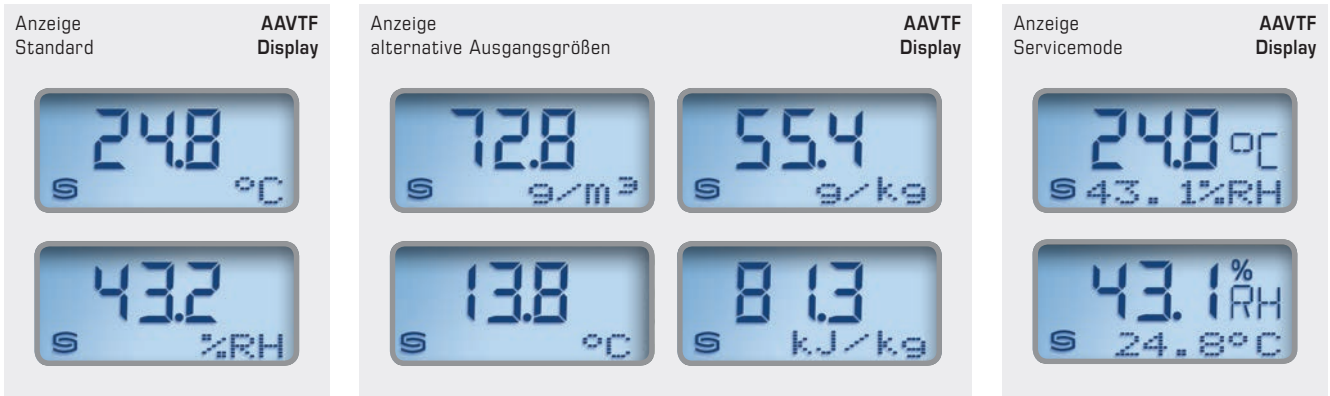 Anzeige
Standard
AAVTF
Display
24.8
°C
43.2
%RH
Anzeige
alternative Ausgangsgrößen
AAVTF
Display
72.8
g/m³
55.4
g/kg
13.8
°C
81.3
kJ/kg
Anzeige
Servicemode
AAVTF
Display
24.8 °C
43.1%RH
43.1 % RH
24.8°C